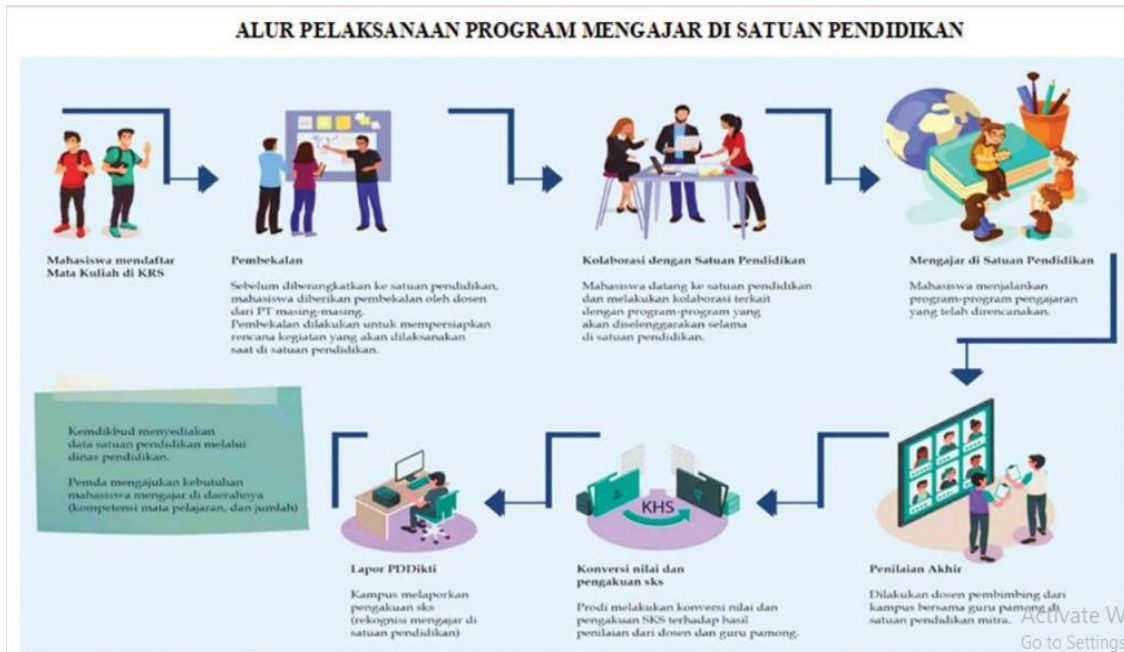 ALUR PELAKSANAAN PROGRAM MENGAJAR DI SATUAN PENDIDIKAN
Mahasiswa mendaftar
Mata Kuliah di KRS
Pembekalan
Sebelum diberangkatkan ke satuan pendidikan,
mahasiswa diberikan pembekalan oleh dosen
dari PT masing-masing.
Pembekalan dilakukan untuk mempersiapkan
rencana kegiatan yang akan dilaksanakan
saat di satuan pendidikan.
Kolaborasi dengan Satuan Pendidikan
Mahasiswa datang ke satuan pendidikan
dan melakukan kolaborasi terkait
dengan program-program yang
akan diselenggarakan selama
di satuan pendidikan.
Mengajar di Satuan Pendidikan
Mahasiswa menjalankan
program-program pengajaran
yang telah direncanakan.
Penilaian Akhir
Dilakukan dosen pembimbing dari
kampus bersama guru pamong di
satuan pendidikan mitra.
KHS
Konversi nilai dan
pengakuan sks
Prodi melakukan konversi nilai dan
pengakuan SKS terhadap hasil
penilaian dari dosen dan guru pamong.
Lapor PDDikti
Kampus melaporkan
pengakuan sks
(rekognisi mengajar di
satuan pendidikan)
Kemdikbud menyediakan
data satuan pendidikan melalui
dinas pendidikan.
Pemda mengajukan kebutuhan
mahasiswa mengajar di daerahnya
(kompetensi mata pelajaran, dan jumlah)
Activate W
Go to Settings